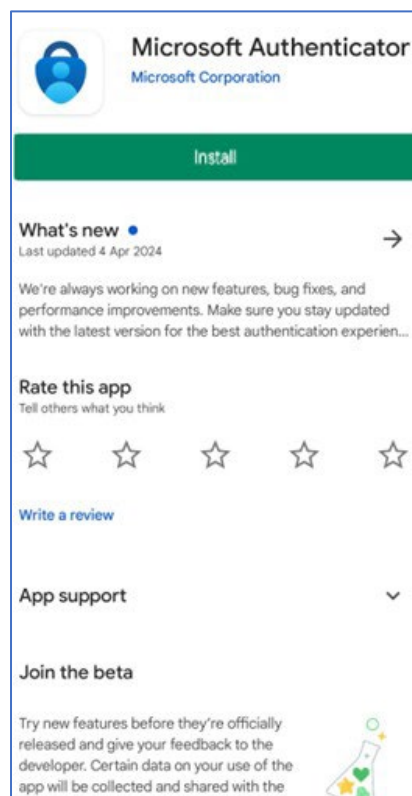 Microsoft Authenticator
Microsoft Corporation
Install
What's new
Last updated 4 Apr 2024
We're always working on new features, bug fixes, and
performance improvements. Make sure you stay updated
with the latest version for the best authentication experien...
Rate this app
Tell others what you think
Write a review
App support
Join the beta
Try new features before they're officially
released and give your feedback to the
developer. Certain data on your use of the
app will be collected and shared with the